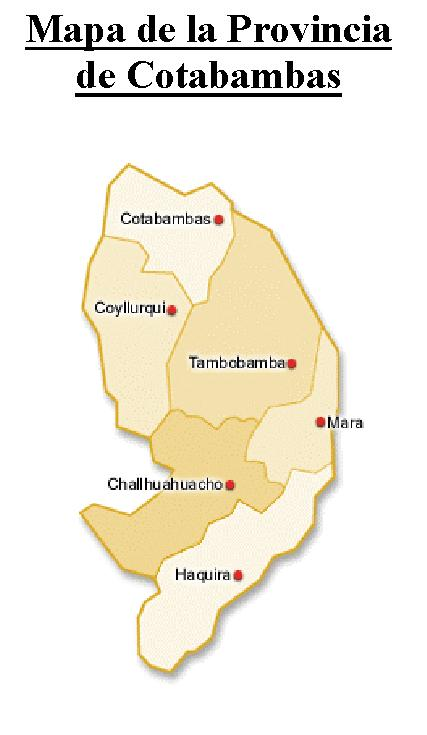 Mapa de la Provincia
de Cotabambas
Cotabambas
Coyllurqui
Tambobamba
Mara
Challhuahuacho
Haquira